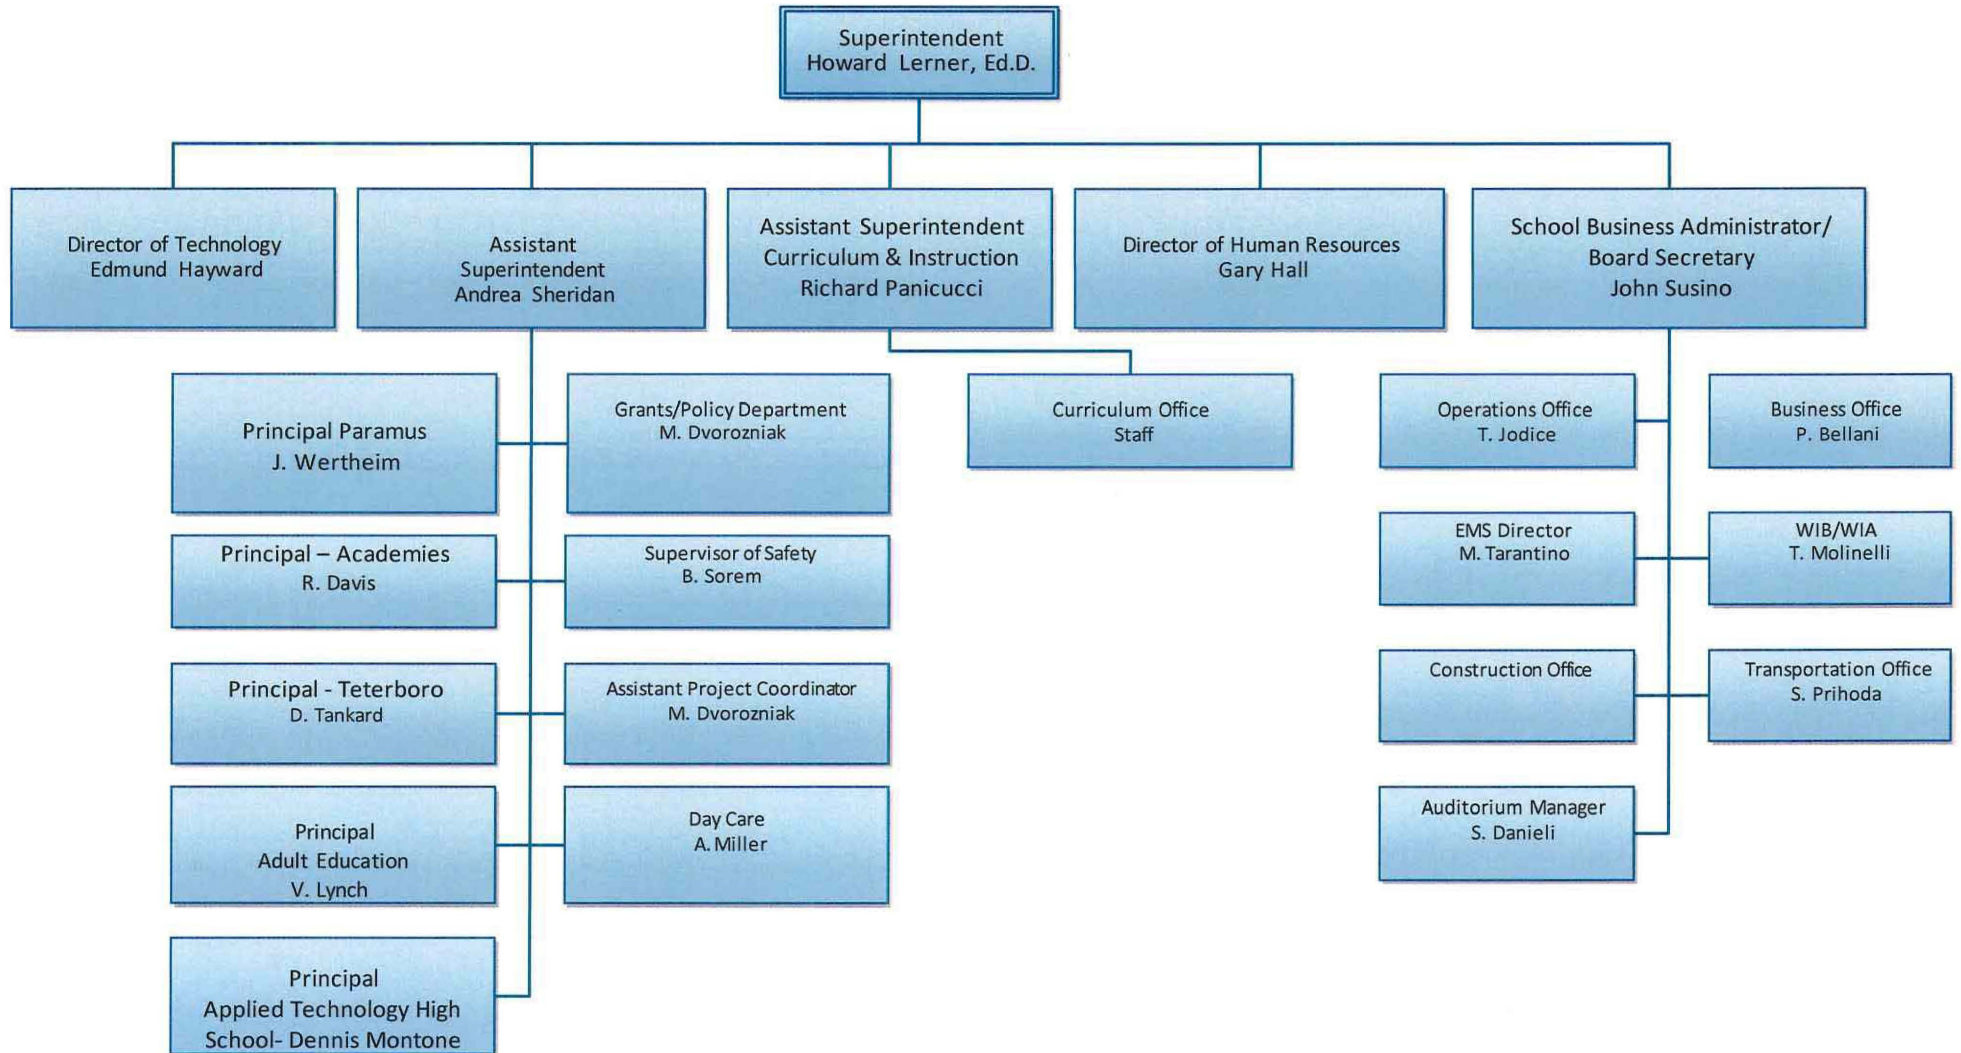 Superintendent
Howard Lerner, Ed.D.
Director of Technology
Edmund Hayward
Assistant
Superintendent
Andrea Sheridan
Assistant Superintendent
Curriculum & Instruction
Richard Panicucci
Director of Human Resources
Gary Hall
School Business Administrator/
Board Secretary
John Susino
Principal Paramus
J. Wertheim
Grants/Policy Department
M. Dvorozniak
Curriculum Office
Staff
Operations Office
T. Jodice
Business Office
P. Bellani
Principal – Academies
R. Davis
Supervisor of Safety
B. Sorem
EMS Director
M. Tarantino
WIB/WIA
T. Molinelli
Principal - Teterboro
D. Tankard
Assistant Project Coordinator
M. Dvorozniak
Construction Office
Transportation Office
S. Prihoda
Principal
Adult Education
V. Lynch
Day Care
A. Miller
Auditorium Manager
S. Danieli
Principal
Applied Technology High
School- Dennis Montone